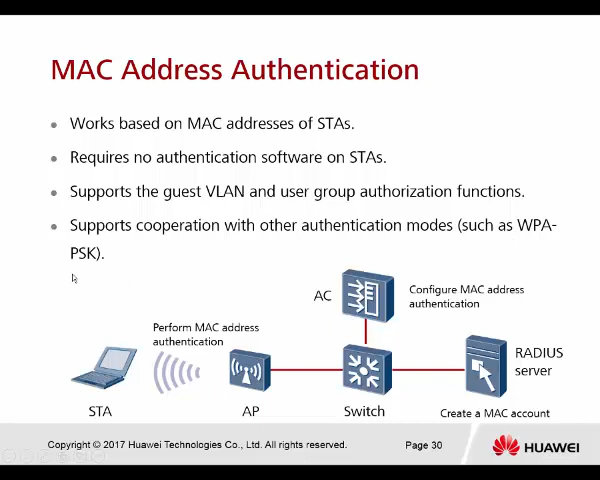 MAC Address Authentication
Works based on MAC addresses of STAs.
Requires no authentication software on STAs.
Supports the guest VLAN and user group authorization functions.
Supports cooperation with other authentication modes (such as WPA-
PSK).
AC
Configure MAC address
authentication
Perform MAC address
authentication
RADIUS
server
STA
AP
Switch
Create a MAC account
Copyright © 2017 Huawei Technologies Co., Ltd. All rights reserved.
Page 30
HUAWEI